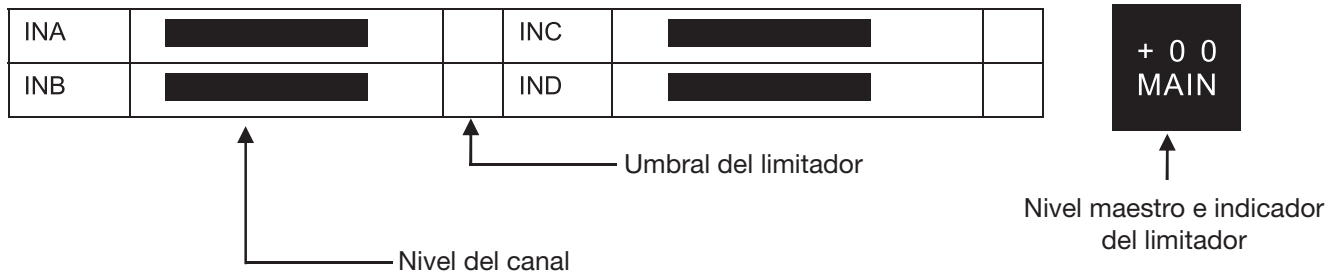 INA INC
INB IND
+ 0 0
MAIN
Umbral del limitador
Nivel maestro e indicador
del limitador
Nivel del canal